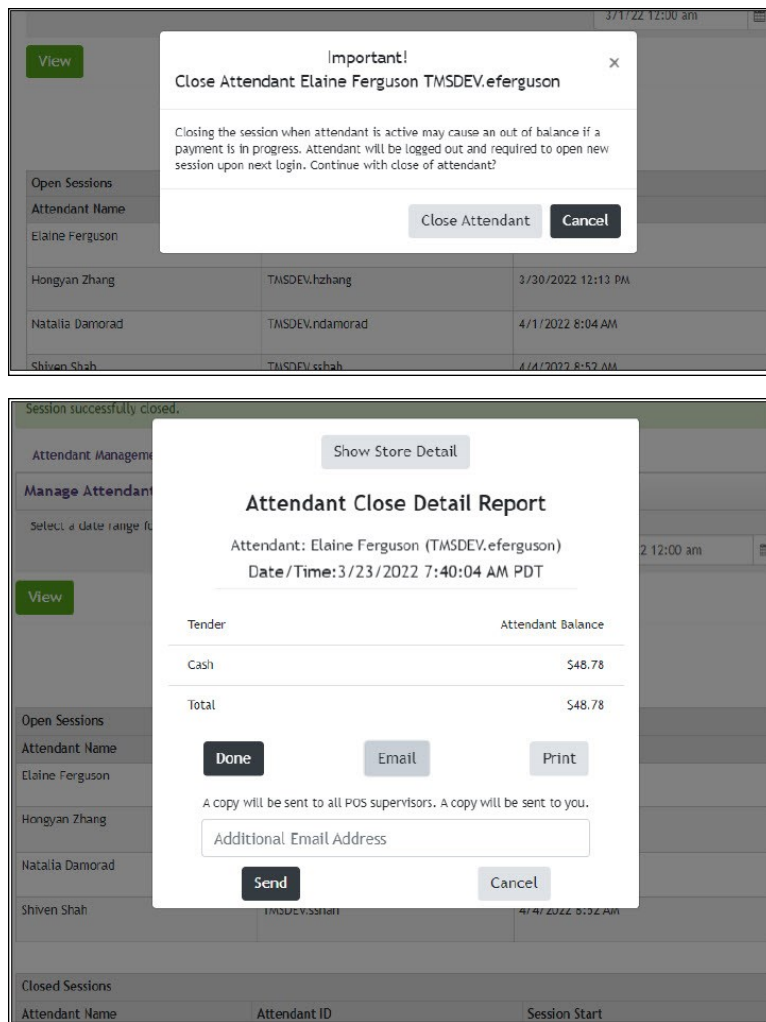 3/1/22 12:00 am
View
Important!
Close Attendant Elaine Ferguson TMSDEV.eferguson
×
Closing the session when attendant is active may cause an out of balance if a
payment is in progress. Attendant will be logged out and required to open new
session upon next login. Continue with close of attendant?
Close Attendant Cancel
Open Sessions
Attendant Name
Elaine Ferguson
Hongyan Zhang TMSDEV.hzhang 3/30/2022 12:13 PM
Natalia Damorad TMSDEV.ndamorad 4/1/2022 8:04 AM
Shiven Shah TMSDEV.sshah 4/4/2022 8:52 AM
Session successfully closed.
Show Store Detail
Attendant Manageme
Manage Attendant
Attendant Close Detail Report
Select a date range fo
Attendant: Elaine Ferguson (TMSDEV.eferguson)
2 12:00 am
Date/Time:3/23/2022 7:40:04 AM PDT
View
Tender Attendant Balance
Cash $48.78
Total $48.78
Open Sessions
Attendant Name
Done Email Print
Elaine Ferguson
A copy will be sent to all POS supervisors. A copy will be sent to you.
Hongyan Zhang
Additional Email Address
Natalia Damorad
Send Cancel
Shiven Shah TMSDEV.sshah 4/4/2022 8:52 AM
Closed Sessions
Attendant Name Attendant ID Session Start